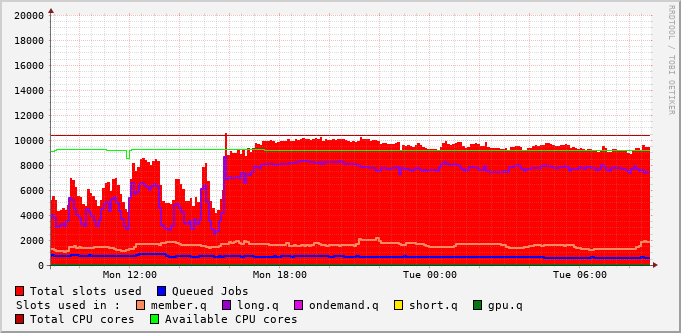 20000
18000
16000
14000
12000
10000
8000
6000
4000
2000
0
Mon 12:00 Mon 18:00 Tue 00:00 Tue 06:00
RRDTOOL / TOBI OETIKER
Total slots used Queued Jobs
Slots used in : member.q long.q ondemand.q short.q gpu.q
Total CPU cores Available CPU cores